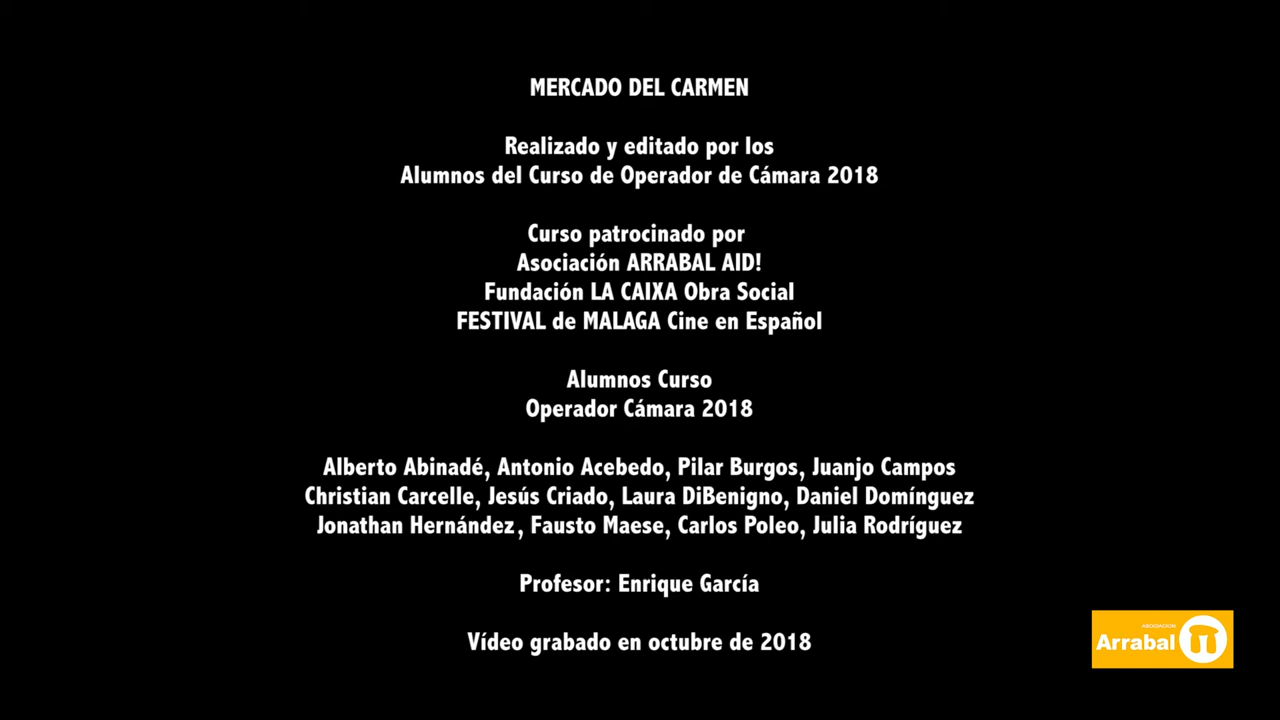 MERCADO DEL CARMEN
Realizado y editado por los
Alumnos del Curso de Operador de Cámara 2018
Curso patrocinado por
Asociación ARRABAL AID!
Fundación LA CAIXA Obra Social
FESTIVAL de MALAGA Cine en Español
Alumnos Curso
Operador Cámara 2018
Alberto Abinadé, Antonio Acebedo, Pilar Burgos, Juanjo Campos
Christian Carcelle, Jesús Criado, Laura DiBenigno, Daniel Domínguez
Jonathan Hernández, Fausto Maese, Carlos Poleo, Julia Rodríguez
Profesor: Enrique García
Vídeo grabado en octubre de 2018
ASOCIACIÓN
Arrabal